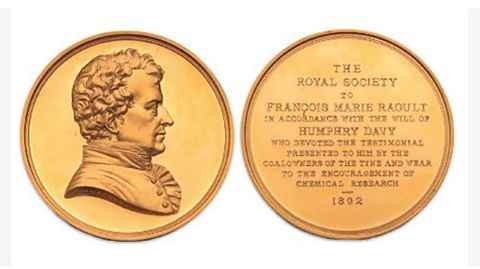 THE
ROYAL SOCIETY
TO
FRANÇOIS MARIE RAOULT
IN ACCORDANCE WITH THE WILL OF
HUMPHRY DAVY
WHO DEVOTED THE TESTIMONIAL
PRESENTED TO HIM BY THE
COALOWNERS OF THE TYNE AND WEAR
TO THE ENCOURAGEMENT OF
CHEMICAL RESEARCH
1892